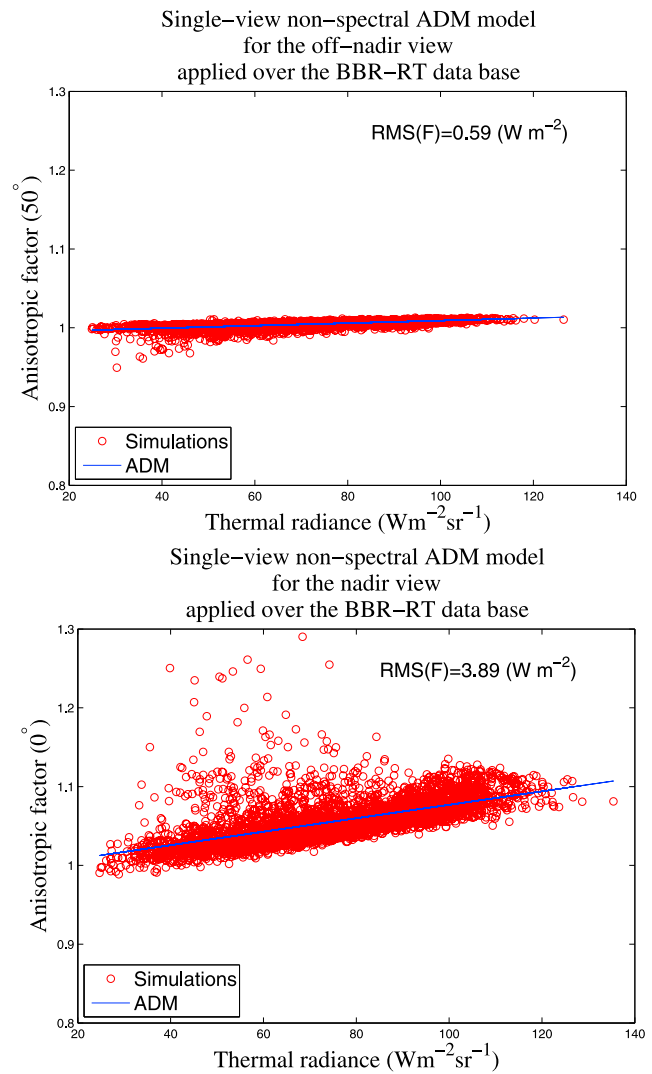 Single−view non−spectral ADM model
for the off−nadir view
applied over the BBR−RT data base
1.3
1.2
1.1
1
0.9
0.8
Anisotropic factor (50°)
RMS(F)=0.59 (W m⁻²)
Simulations
ADM
20 40 60 80 100 120 140
Thermal radiance (Wm⁻²sr⁻¹)
Single−view non−spectral ADM model
for the nadir view
applied over the BBR−RT data base
1.3
1.2
1.1
1
0.9
0.8
Anisotropic factor (0°)
RMS(F)=3.89 (W m⁻²)
Simulations
ADM
20 40 60 80 100 120 140
Thermal radiance (Wm⁻²sr⁻¹)